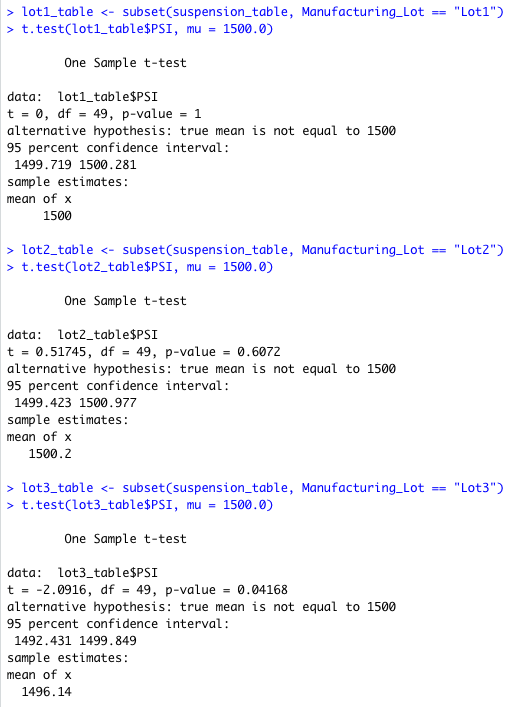 > lot1_table <- subset(suspension_table, Manufacturing_Lot == "Lot1")
> t.test(lot1_table$PSI, mu = 1500.0)
One Sample t-test
data:  lot1_table$PSI
t = 0, df = 49, p-value = 1
alternative hypothesis: true mean is not equal to 1500
95 percent confidence interval:
1499.719 1500.281
sample estimates:
mean of x
1500
> lot2_table <- subset(suspension_table, Manufacturing_Lot == "Lot2")
> t.test(lot2_table$PSI, mu = 1500.0)
One Sample t-test
data:  lot2_table$PSI
t = 0.51745, df = 49, p-value = 0.6072
alternative hypothesis: true mean is not equal to 1500
95 percent confidence interval:
1499.423 1500.977
sample estimates:
mean of x
1500.2
> lot3_table <- subset(suspension_table, Manufacturing_Lot == "Lot3")
> t.test(lot3_table$PSI, mu = 1500.0)
One Sample t-test
data:  lot3_table$PSI
t = -2.0916, df = 49, p-value = 0.04168
alternative hypothesis: true mean is not equal to 1500
95 percent confidence interval:
1492.431 1499.849
sample estimates:
mean of x
1496.14